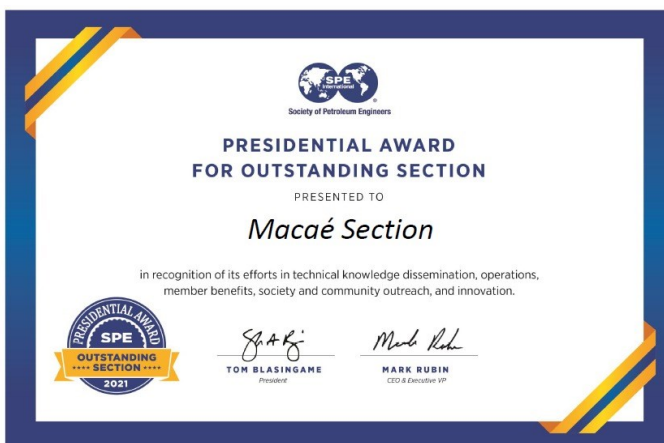 SPE
International
Society of Petroleum Engineers
PRESIDENTIAL AWARD
FOR OUTSTANDING SECTION
PRESENTED TO
Macaé Section
in recognition of its efforts in technical knowledge dissemination, operations,
member benefits, society and community outreach, and innovation.
PRESIDENTIAL AWARD
SPE
OUTSTANDING
SECTION
2021
TOM BLASINGAME
President
MARK RUBIN
CEO & Executive VP